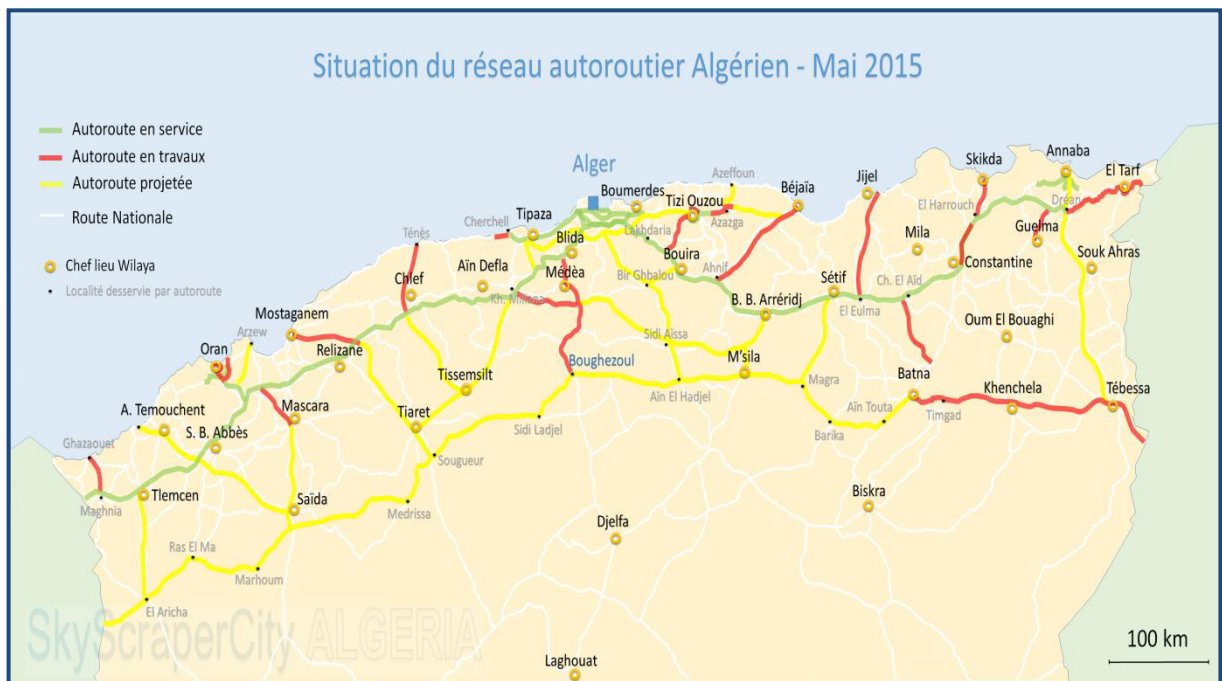 Situation du réseau autoroutier Algérien - Mai 2015
Autoroute en service
Autoroute en travaux
Autoroute projetée
Route Nationale
Chef lieu Wilaya
Localité desservie par autoroute
Alger
Boumerdes
Azeffoun
Tizi Ouzou
Azazga
Béjaïa
Jijel
Skikda
Annaba
El Tarf
El Harrouch
Dréan
Guelma
Mila
Constantine
Souk Ahras
Cherchell
Tipaza
Blida
Lakhdaria
Bouira
Ténès
Chlef
Aïn Defla
Médèa
Kh. Miliana
Bir Ghbalou
Ahnif
Sétif
Ch. El Aïd
El Eulma
B. B. Arréridj
Oum El Bouaghi
Mostaganem
Arzew
Oran
Relizane
Sidi Aïssa
Boughezoul
M'sila
Tissemsilt
Aïn El Hadjel
Magra
Batna
Khenchela
Tébessa
Timgad
Aïn Touta
Barika
A. Temouchent
Mascara
Tiaret
Sidi Ladjel
S. B. Abbès
Ghazaouet
Sougueur
Tlemcen
Maghnia
Saïda
Medrissa
Biskra
Djelfa
Ras El Ma
Marhoum
El Aricha
SkyScraperCity ALGERIA
Laghouat
100 km